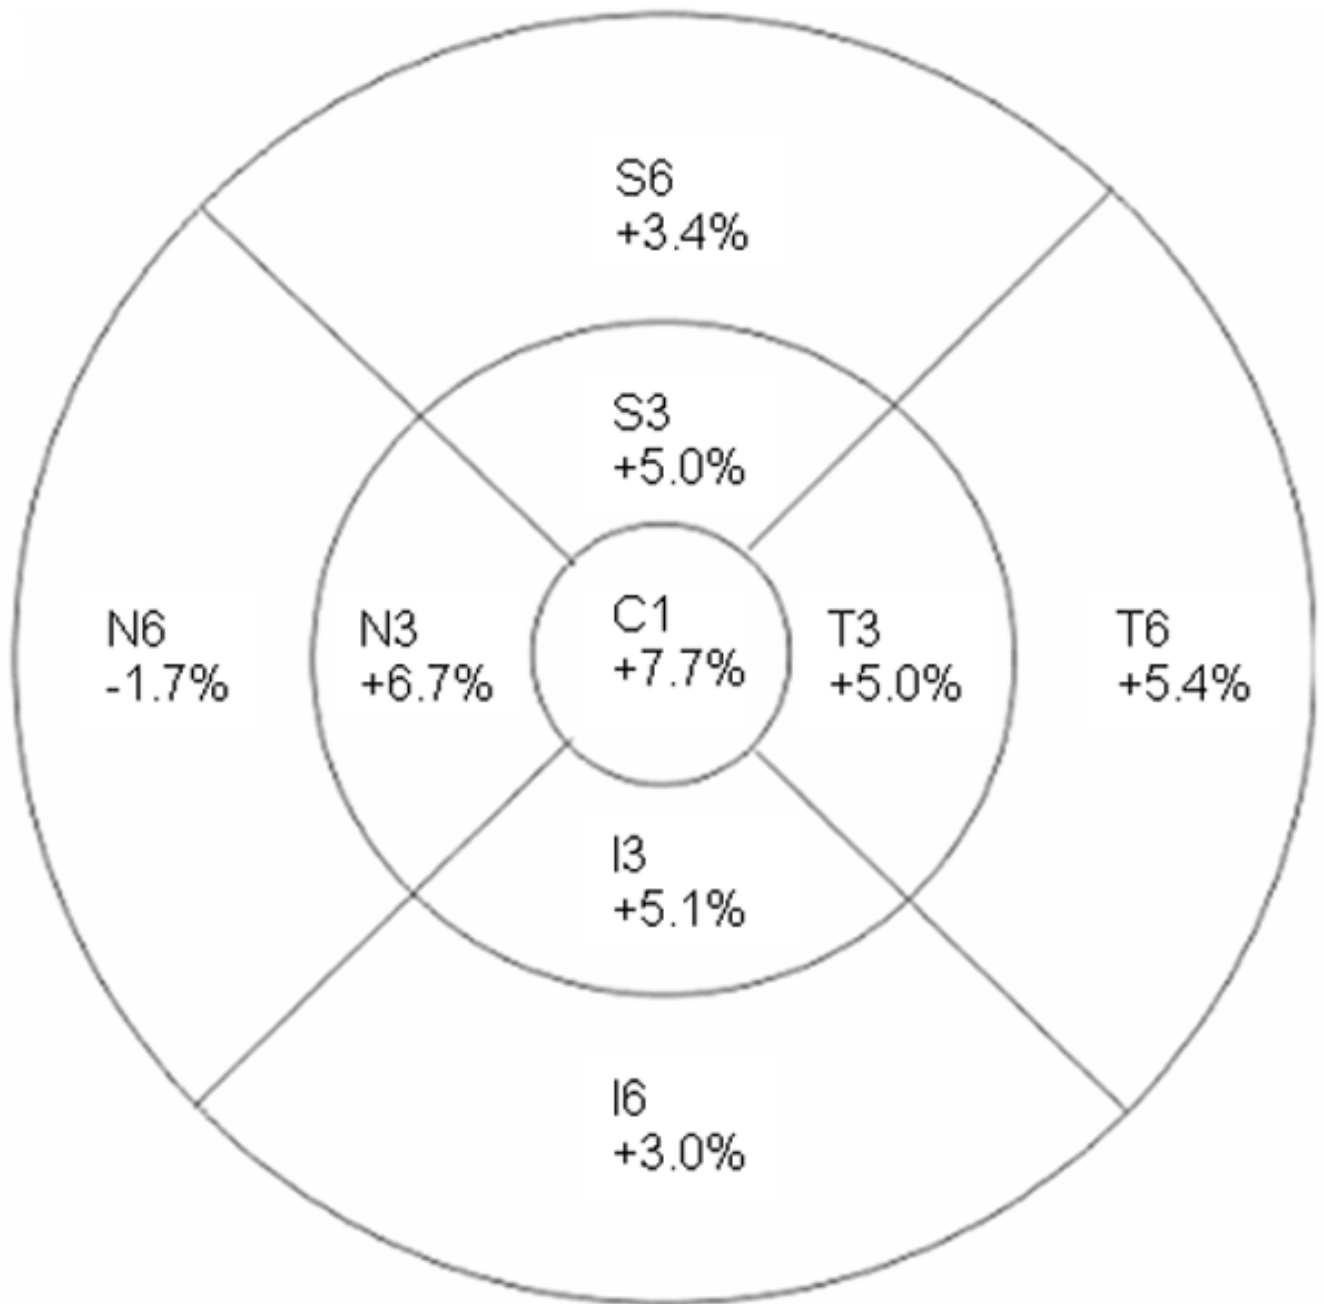 S6
+3.4%
S3
+5.0%
N6
-1.7%
N3
+6.7%
C1
+7.7%
T3
+5.0%
T6
+5.4%
I3
+5.1%
I6
+3.0%